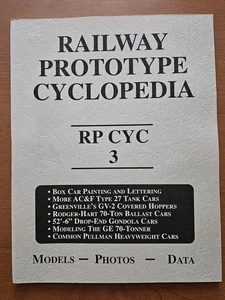 RAILWAY
PROTOTYPE
CYCLOPEDIA
RP CYC
3
• BOX CAR PAINTING AND LETTERING
• MORE AC&F TYPE 27 TANK CARS
• GREENVILLE'S GV-2 COVERED HOPPERS
• RODGER-HART 70-TON BALLAST CARS
• 52'-6" DROP-END GONDOLA CARS
• MODELING THE GE 70-TONNER
• COMMON PULLMAN HEAVYWEIGHT CARS
MODELS – PHOTOS – DATA